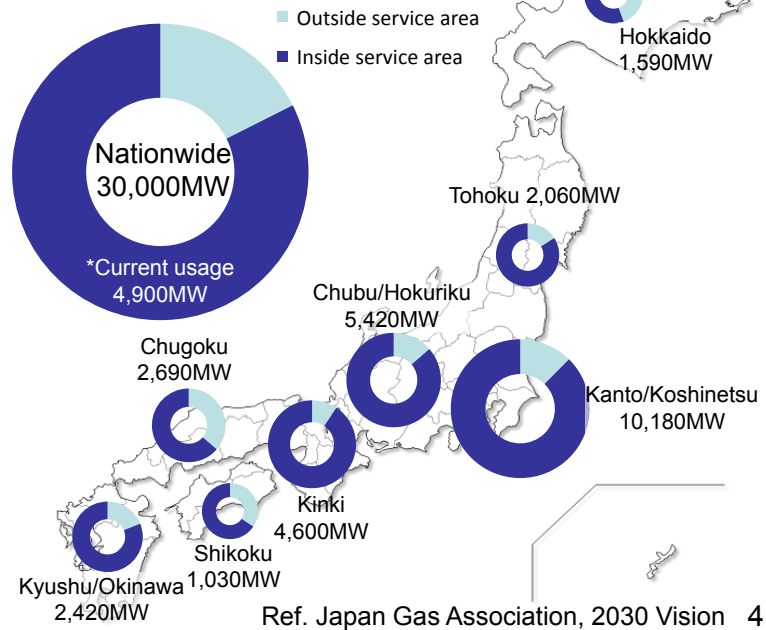 Outside service area
Inside service area
Hokkaido
1,590MW
Nationwide
30,000MW
*Current usage
4,900MW
Tohoku 2,060MW
Chubu/Hokuriku
5,420MW
Chugoku
2,690MW
Kanto/Koshinetsu
10,180MW
Kinki
4,600MW
Shikoku
1,030MW
Kyushu/Okinawa
2,420MW
Ref. Japan Gas Association, 2030 Vision 4